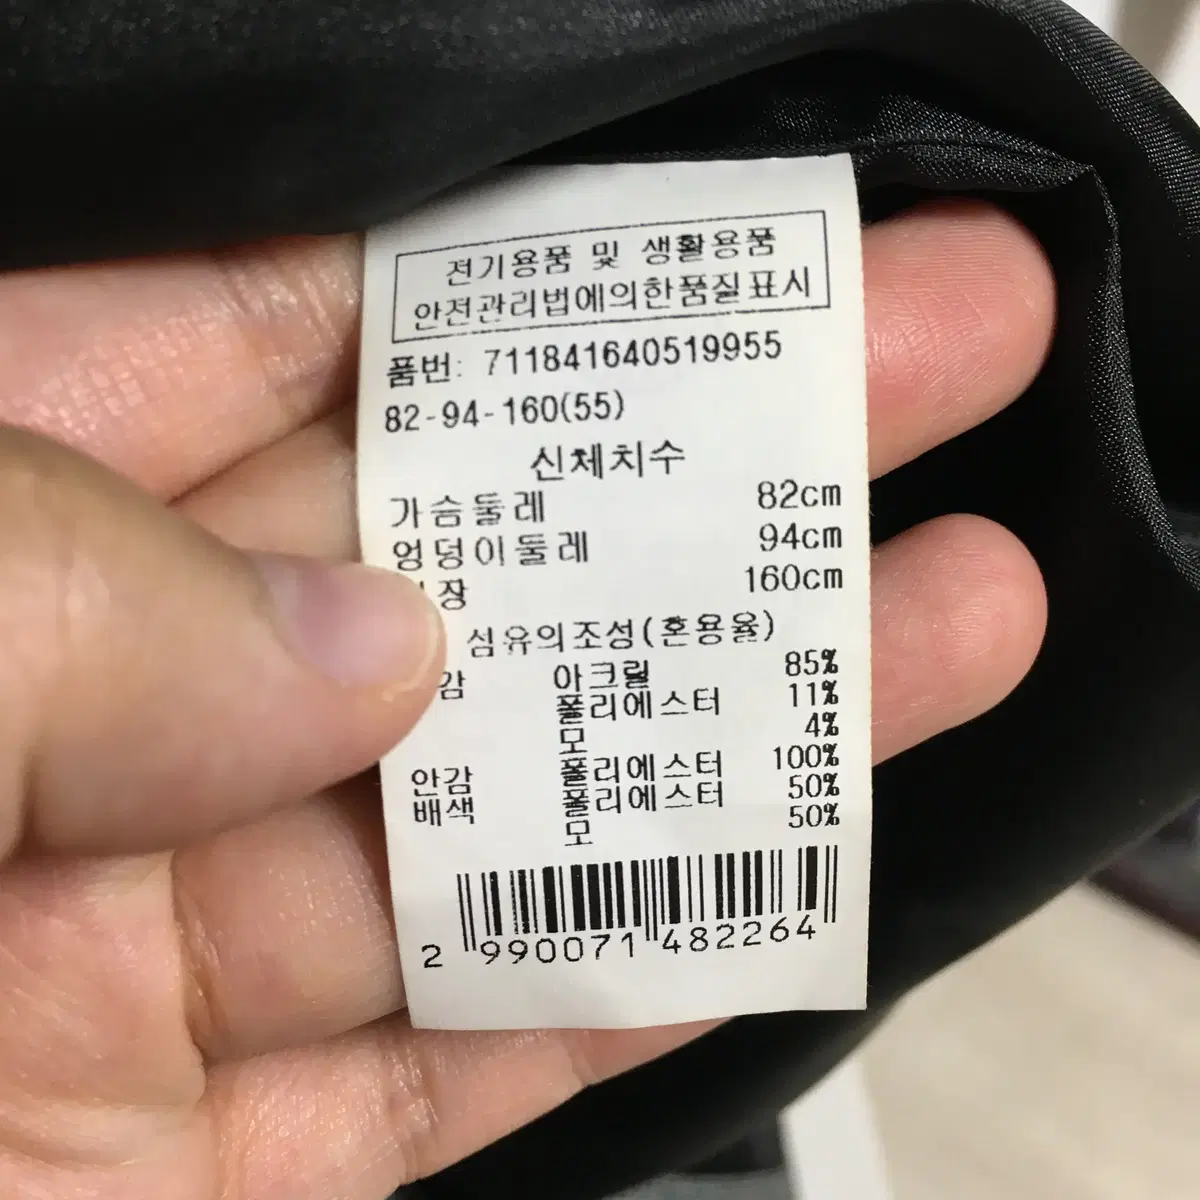 전기용품 및 생활용품
안전관리법에의한품질표시
품번: 711841640519955
82-94-160(55)
신체치수
가슴둘레 82cm
엉덩이둘레 94cm
장 160cm
섬유의조성(혼용율)
감 아크릴 85%
폴리에스터 11%
모 4%
안감 폴리에스터 100%
배색 폴리에스터 50%
모 50%
2 990071 482264